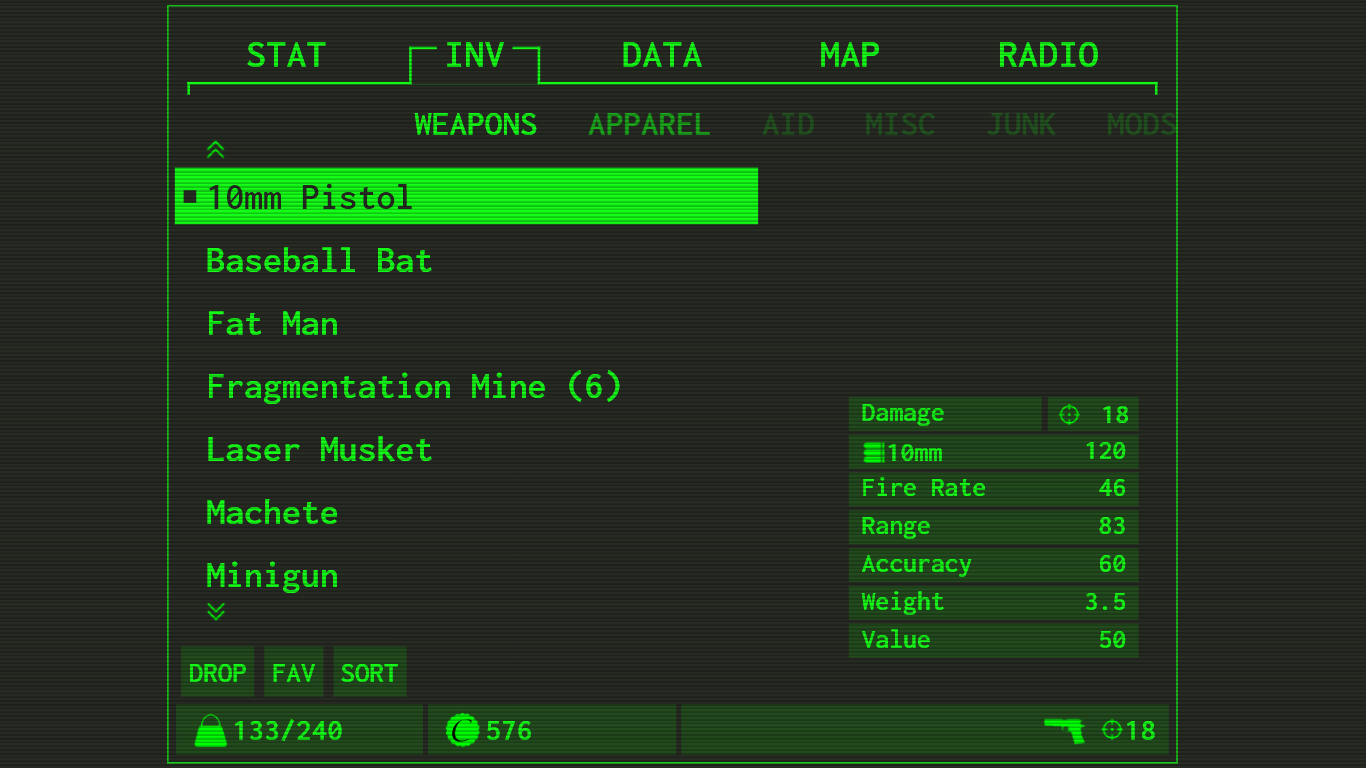 STAT INV DATA MAP RADIO
WEAPONS APPAREL AID MISC JUNK MODS
10mm Pistol
Baseball Bat
Fat Man
Fragmentation Mine (6)
Laser Musket
Machete
Minigun
Damage 18
10mm 120
Fire Rate 46
Range 83
Accuracy 60
Weight 3.5
Value 50
DROP FAV SORT
133/240 576 18